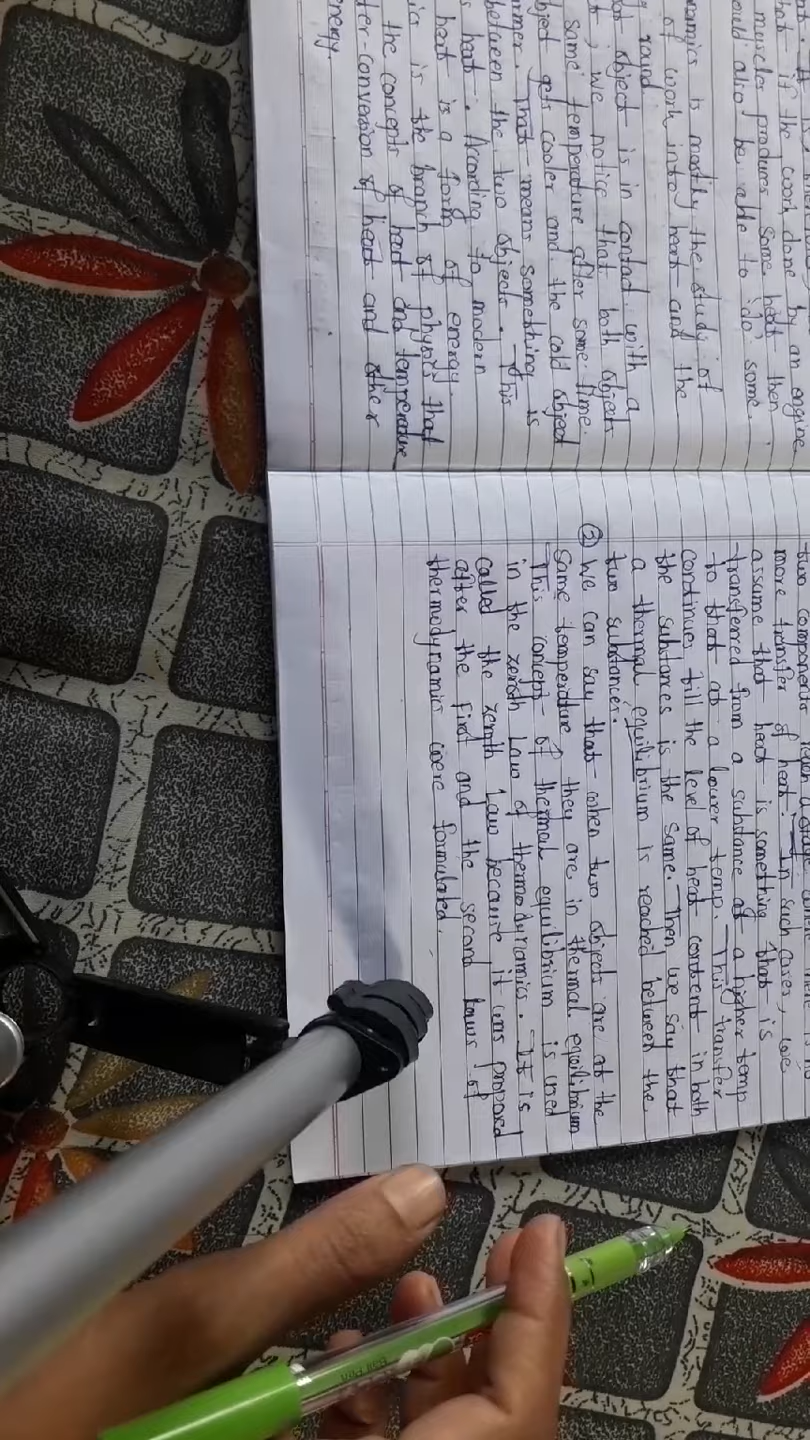 that if the work done by an engine
muscles produces some heat then
ould also be able to 'do' some
namics is mostly the study of
of work into heat and the
round
object is in contact with a
t, we notice that both objects
same temperature after some time.
bject gets cooler and the cold object
mmer. That means something is
between the two objects. This
s heat. Acording to modern
heat is a form of energy.
ics is the branch of physics that
the concepts of heat and temperature
ter-conversion of heat and other
energy.
two components
more transfer of heat. In such cases, we
assume that heat is something that is
transferred from a substance at a higher temp
to that at a lower temp. This transfer
continues till the level of heat content in both
the substances is the same. Then we say that
a thermal equilibrium is reached between the
two substances.
② We can say that when two objects are at the
same temperature they are in thermal equilibrium
This concept of thermal equilibrium is used
in the zeroth law of thermodynamics. It is
called the zeroth law because it was proposed
after the first and the second laws of
thermodynamics were formulated.